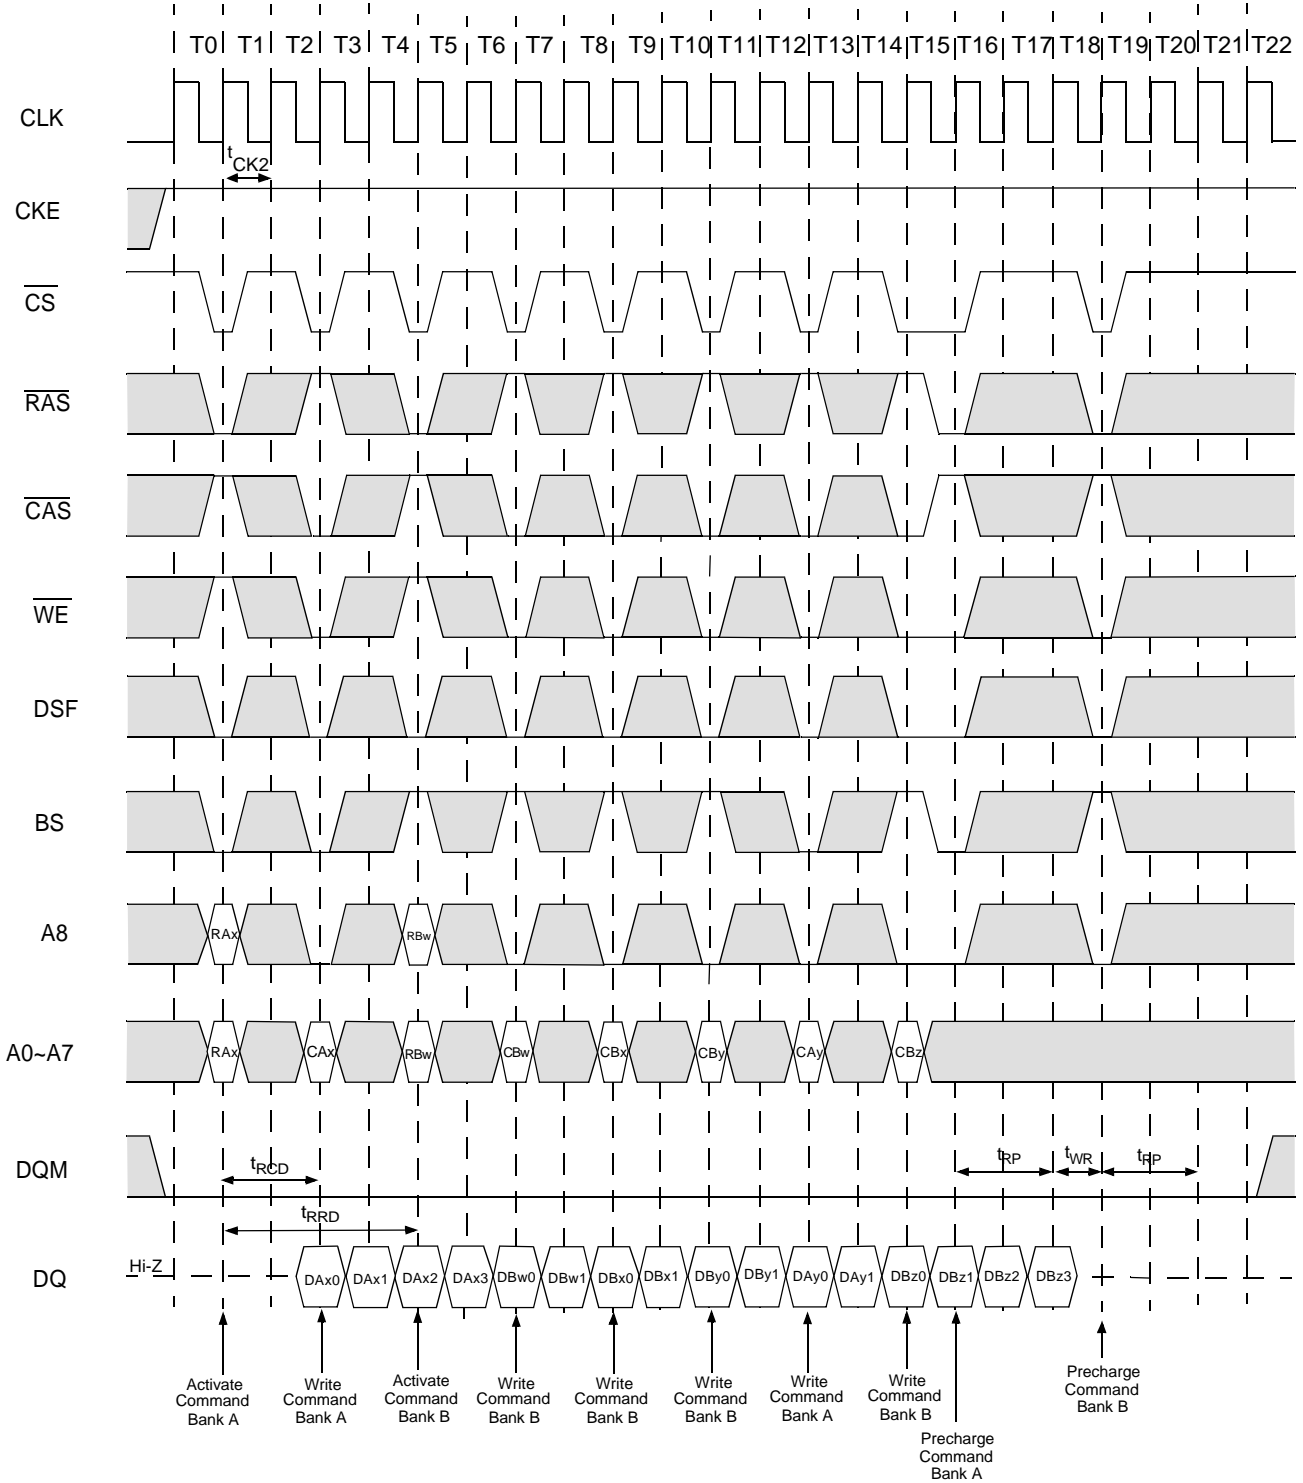 T0 T1 T2 T3 T4 T5 T6 T7 T8 T9 T10 T11 T12 T13 T14 T15 T16 T17 T18 T19 T20 T21 T22
CLK
tCK2
CKE
CS
RAS
CAS
WE
DSF
BS
A8 RAx RBw
A0~A7 RAx CAx RBw CBw CBx CBy CAy CBz
DQM tRCD tRP tWR tRP
tRRD
DQ Hi-Z DAx0 DAx1 DAx2 DAx3 DBw0 DBw1 DBx0 DBx1 DBy0 DBy1 DAy0 DAy1 DBz0 DBz1 DBz2 DBz3
Activate
Command
Bank A
Write
Command
Bank A
Activate
Command
Bank B
Write
Command
Bank B
Write
Command
Bank B
Write
Command
Bank B
Write
Command
Bank A
Write
Command
Bank B
Precharge
Command
Bank A
Precharge
Command
Bank B